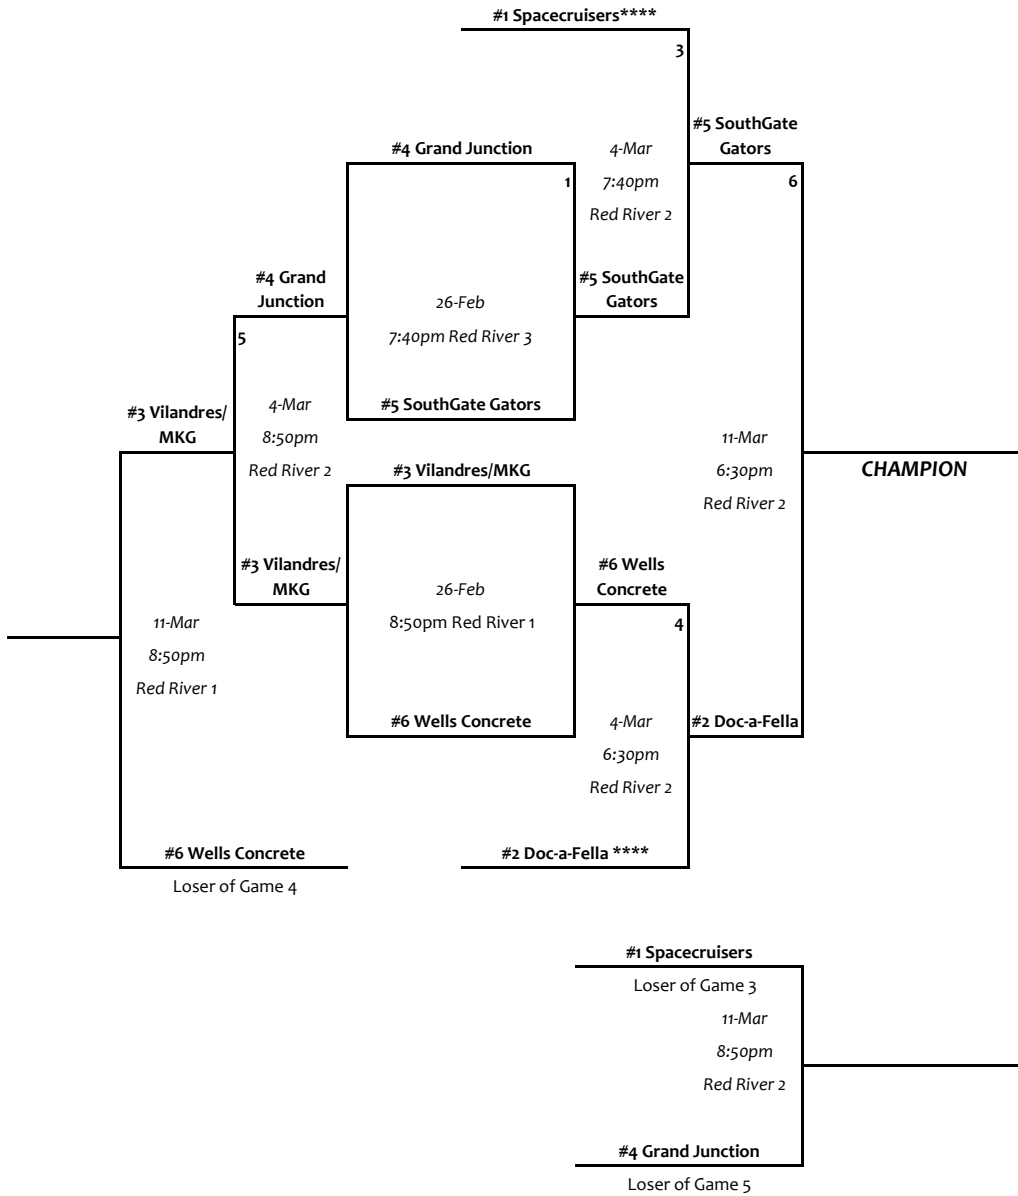 #1 Spacecruisers****
3
#5 SouthGate
Gators
#4 Grand Junction
4-Mar
1
7:40pm
6
Red River 2
#4 Grand
Junction
#5 SouthGate
Gators
26-Feb
5
7:40pm Red River 3
#3 Vilandres/
MKG
4-Mar
#5 SouthGate Gators
8:50pm
11-Mar
Red River 2
#3 Vilandres/MKG
6:30pm
CHAMPION
Red River 2
#3 Vilandres/
MKG
#6 Wells
Concrete
26-Feb
11-Mar
8:50pm Red River 1
4
8:50pm
Red River 1
#6 Wells Concrete
4-Mar
#2 Doc-a-Fella
6:30pm
Red River 2
#6 Wells Concrete
#2 Doc-a-Fella ****
Loser of Game 4
#1 Spacecruisers
Loser of Game 3
11-Mar
8:50pm
Red River 2
#4 Grand Junction
Loser of Game 5